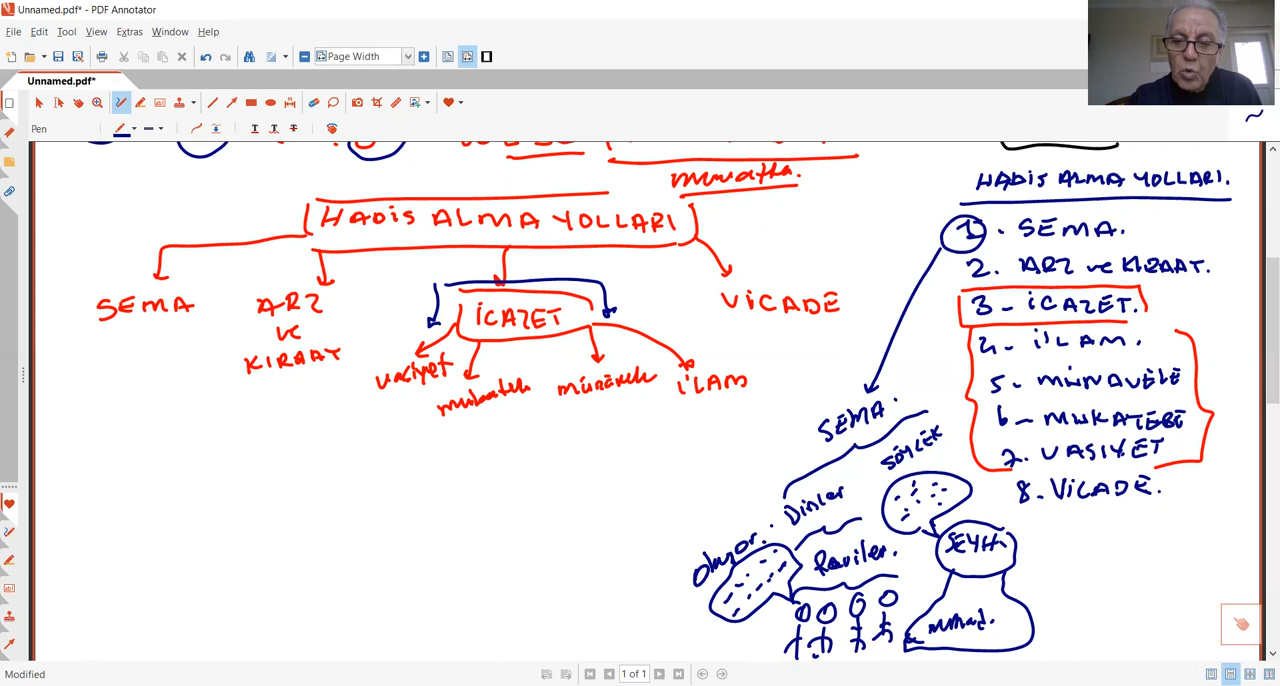 Unnamed.pdf* - PDF Annotator
File Edit Tool View Extras Window Help
Page Width
Unnamed.pdf*
Pen
muvatta.
HADİS ALMA YOLLARI
SEMA
ARZ
ve
KIRAAT
İCAZET
VİCADE
vasiyet
İLAM
HADİS ALMA YOLLARI.
1. SEMA.
2. ARZ ve KIRAAT.
3- İCAZET.
4- İ'LAM.
5- MÜNAVELE
6- MUKATEBE
7. VASIYET
8- VİCADE.
SEMA.
Dinler
Okuyor.
Raviler.
ŞEYH.
Modified
1 of 1